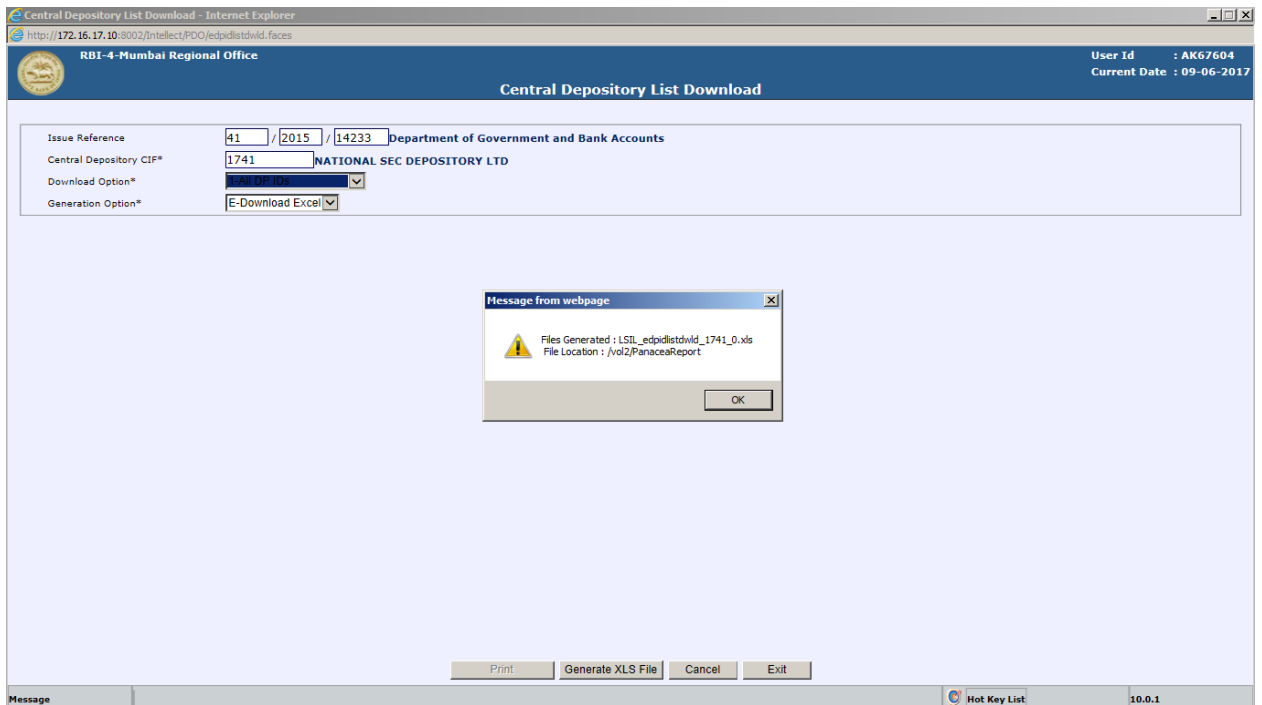 Central Depository List Download - Internet Explorer
http://172.16.17.10:8002/Intellect/PDO/edpidlistdwld.faces
RBI-4-Mumbai Regional Office
User Id : AK67604
Current Date : 09-06-2017
Central Depository List Download
Issue Reference 41 / 2015 / 14233 Department of Government and Bank Accounts
Central Depository CIF* 1741 NATIONAL SEC DEPOSITORY LTD
Download Option* 1-All DP IDs
Generation Option* E-Download Excel
Message from webpage
Files Generated : LSIL_edpidlistdwld_1741_0.xls
File Location : /vol2/PanaceaReport
OK
Print Generate XLS File Cancel Exit
Message Hot Key List 10.0.1